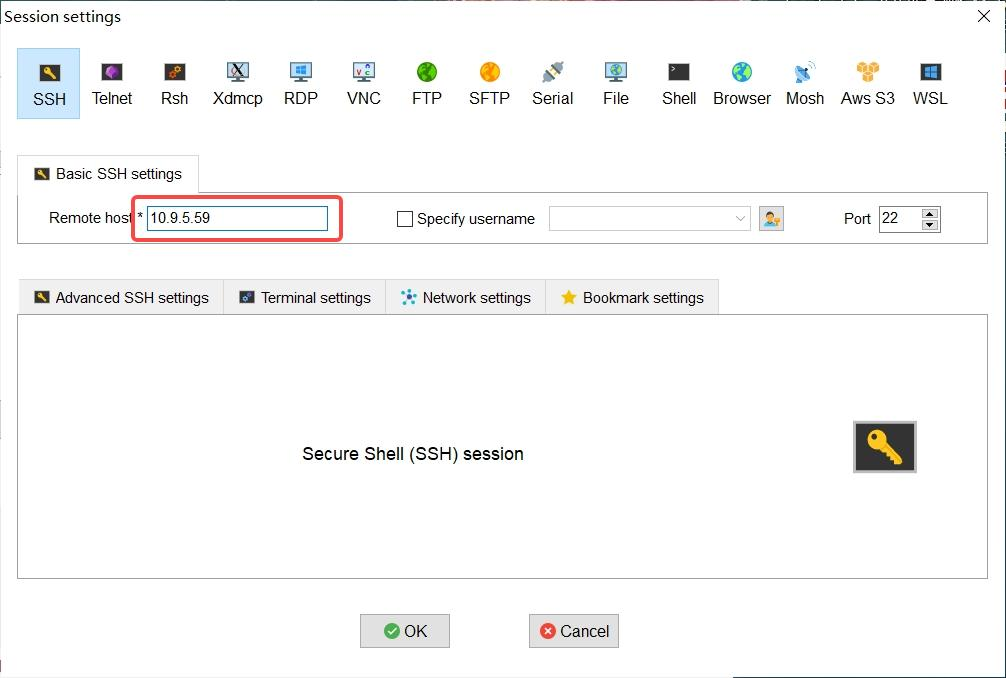 Session settings
SSH Telnet Rsh Xdmcp RDP VNC FTP SFTP Serial File Shell Browser Mosh Aws S3 WSL
Basic SSH settings
Remote host * 10.9.5.59 Specify username Port 22
Advanced SSH settings Terminal settings Network settings Bookmark settings
Secure Shell (SSH) session
OK Cancel